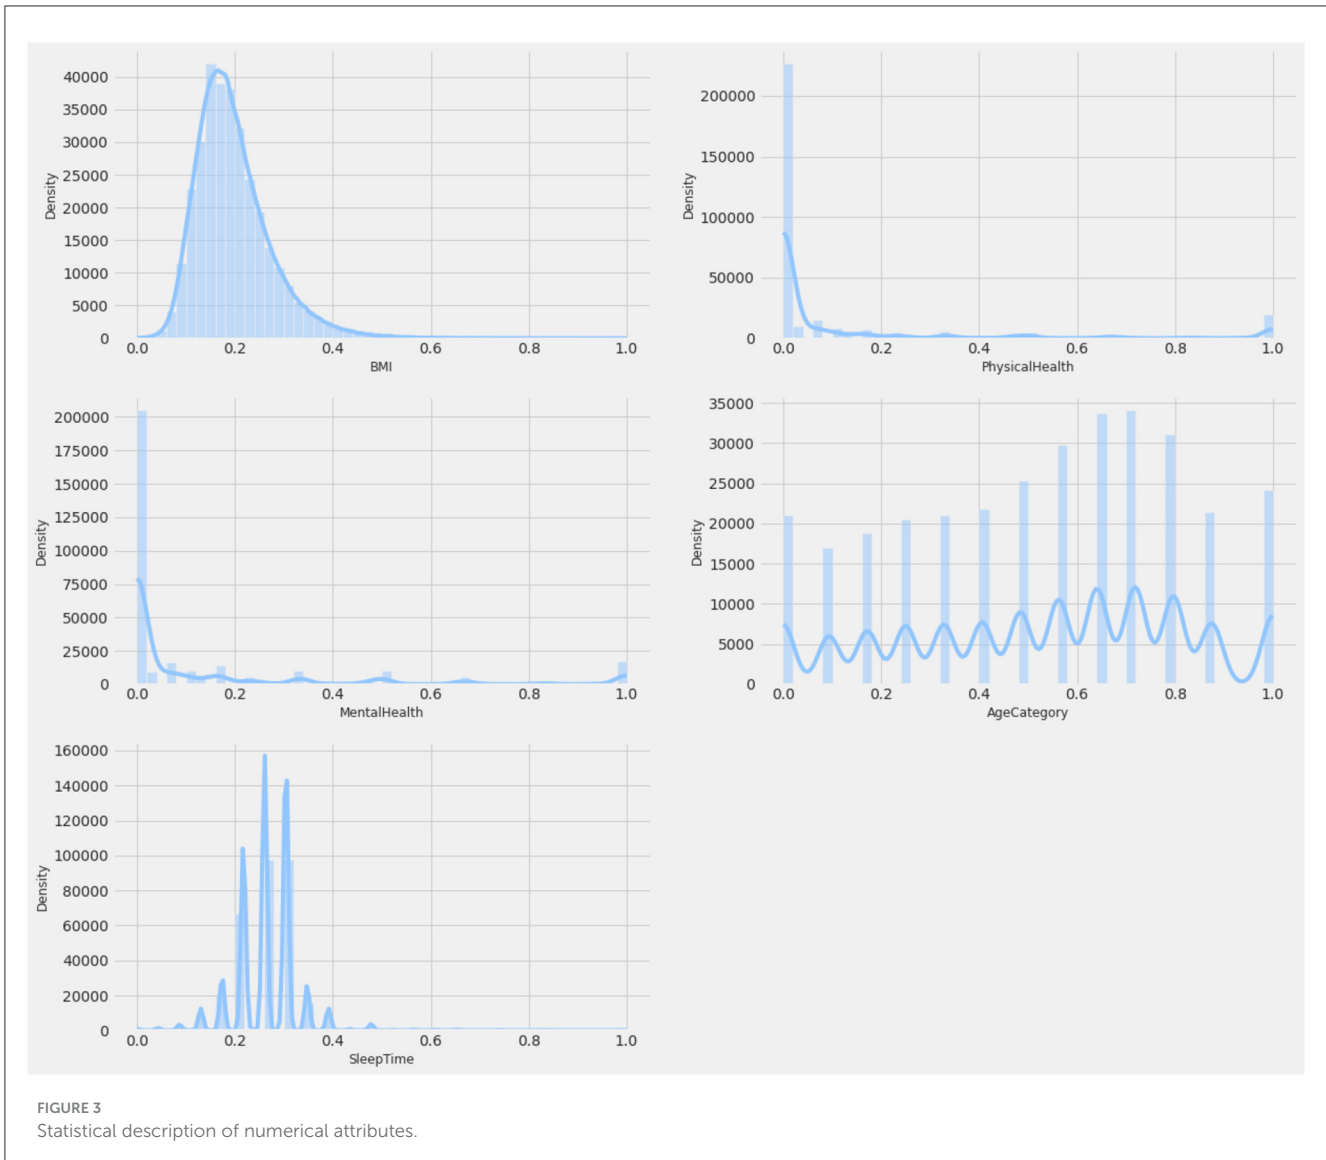 40000
35000
30000
25000
20000
15000
10000
5000
0
Density
0.0 0.2 0.4 0.6 0.8 1.0
BMI
200000
150000
100000
50000
0
Density
0.0 0.2 0.4 0.6 0.8 1.0
PhysicalHealth
200000
175000
150000
125000
100000
75000
50000
25000
0
Density
0.0 0.2 0.4 0.6 0.8 1.0
MentalHealth
35000
30000
25000
20000
15000
10000
5000
0
Density
0.0 0.2 0.4 0.6 0.8 1.0
AgeCategory
160000
140000
120000
100000
80000
60000
40000
20000
0
Density
0.0 0.2 0.4 0.6 0.8 1.0
SleepTime
FIGURE 3
Statistical description of numerical attributes.